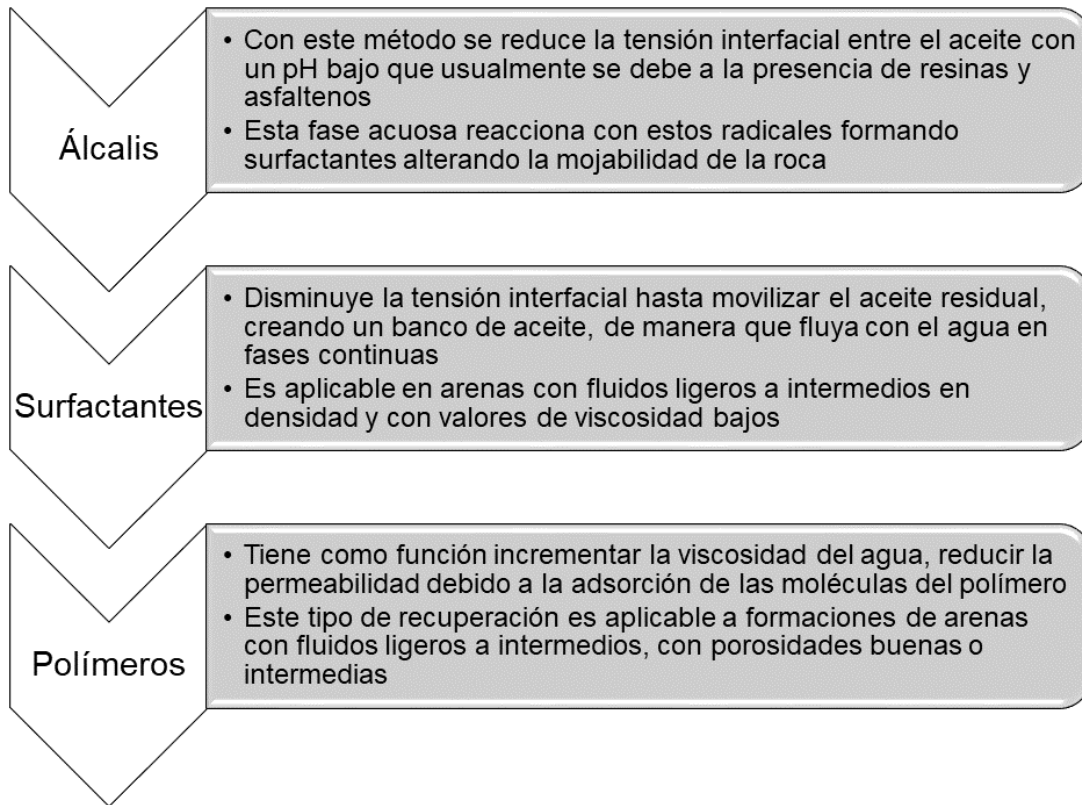 Álcalis
• Con este método se reduce la tensión interfacial entre el aceite con
un pH bajo que usualmente se debe a la presencia de resinas y
asfaltenos
• Esta fase acuosa reacciona con estos radicales formando
surfactantes alterando la mojabilidad de la roca
Surfactantes
• Disminuye la tensión interfacial hasta movilizar el aceite residual,
creando un banco de aceite, de manera que fluya con el agua en
fases continuas
• Es aplicable en arenas con fluidos ligeros a intermedios en
densidad y con valores de viscosidad bajos
Polímeros
• Tiene como función incrementar la viscosidad del agua, reducir la
permeabilidad debido a la adsorción de las moléculas del polímero
• Este tipo de recuperación es aplicable a formaciones de arenas
con fluidos ligeros a intermedios, con porosidades buenas o
intermedias